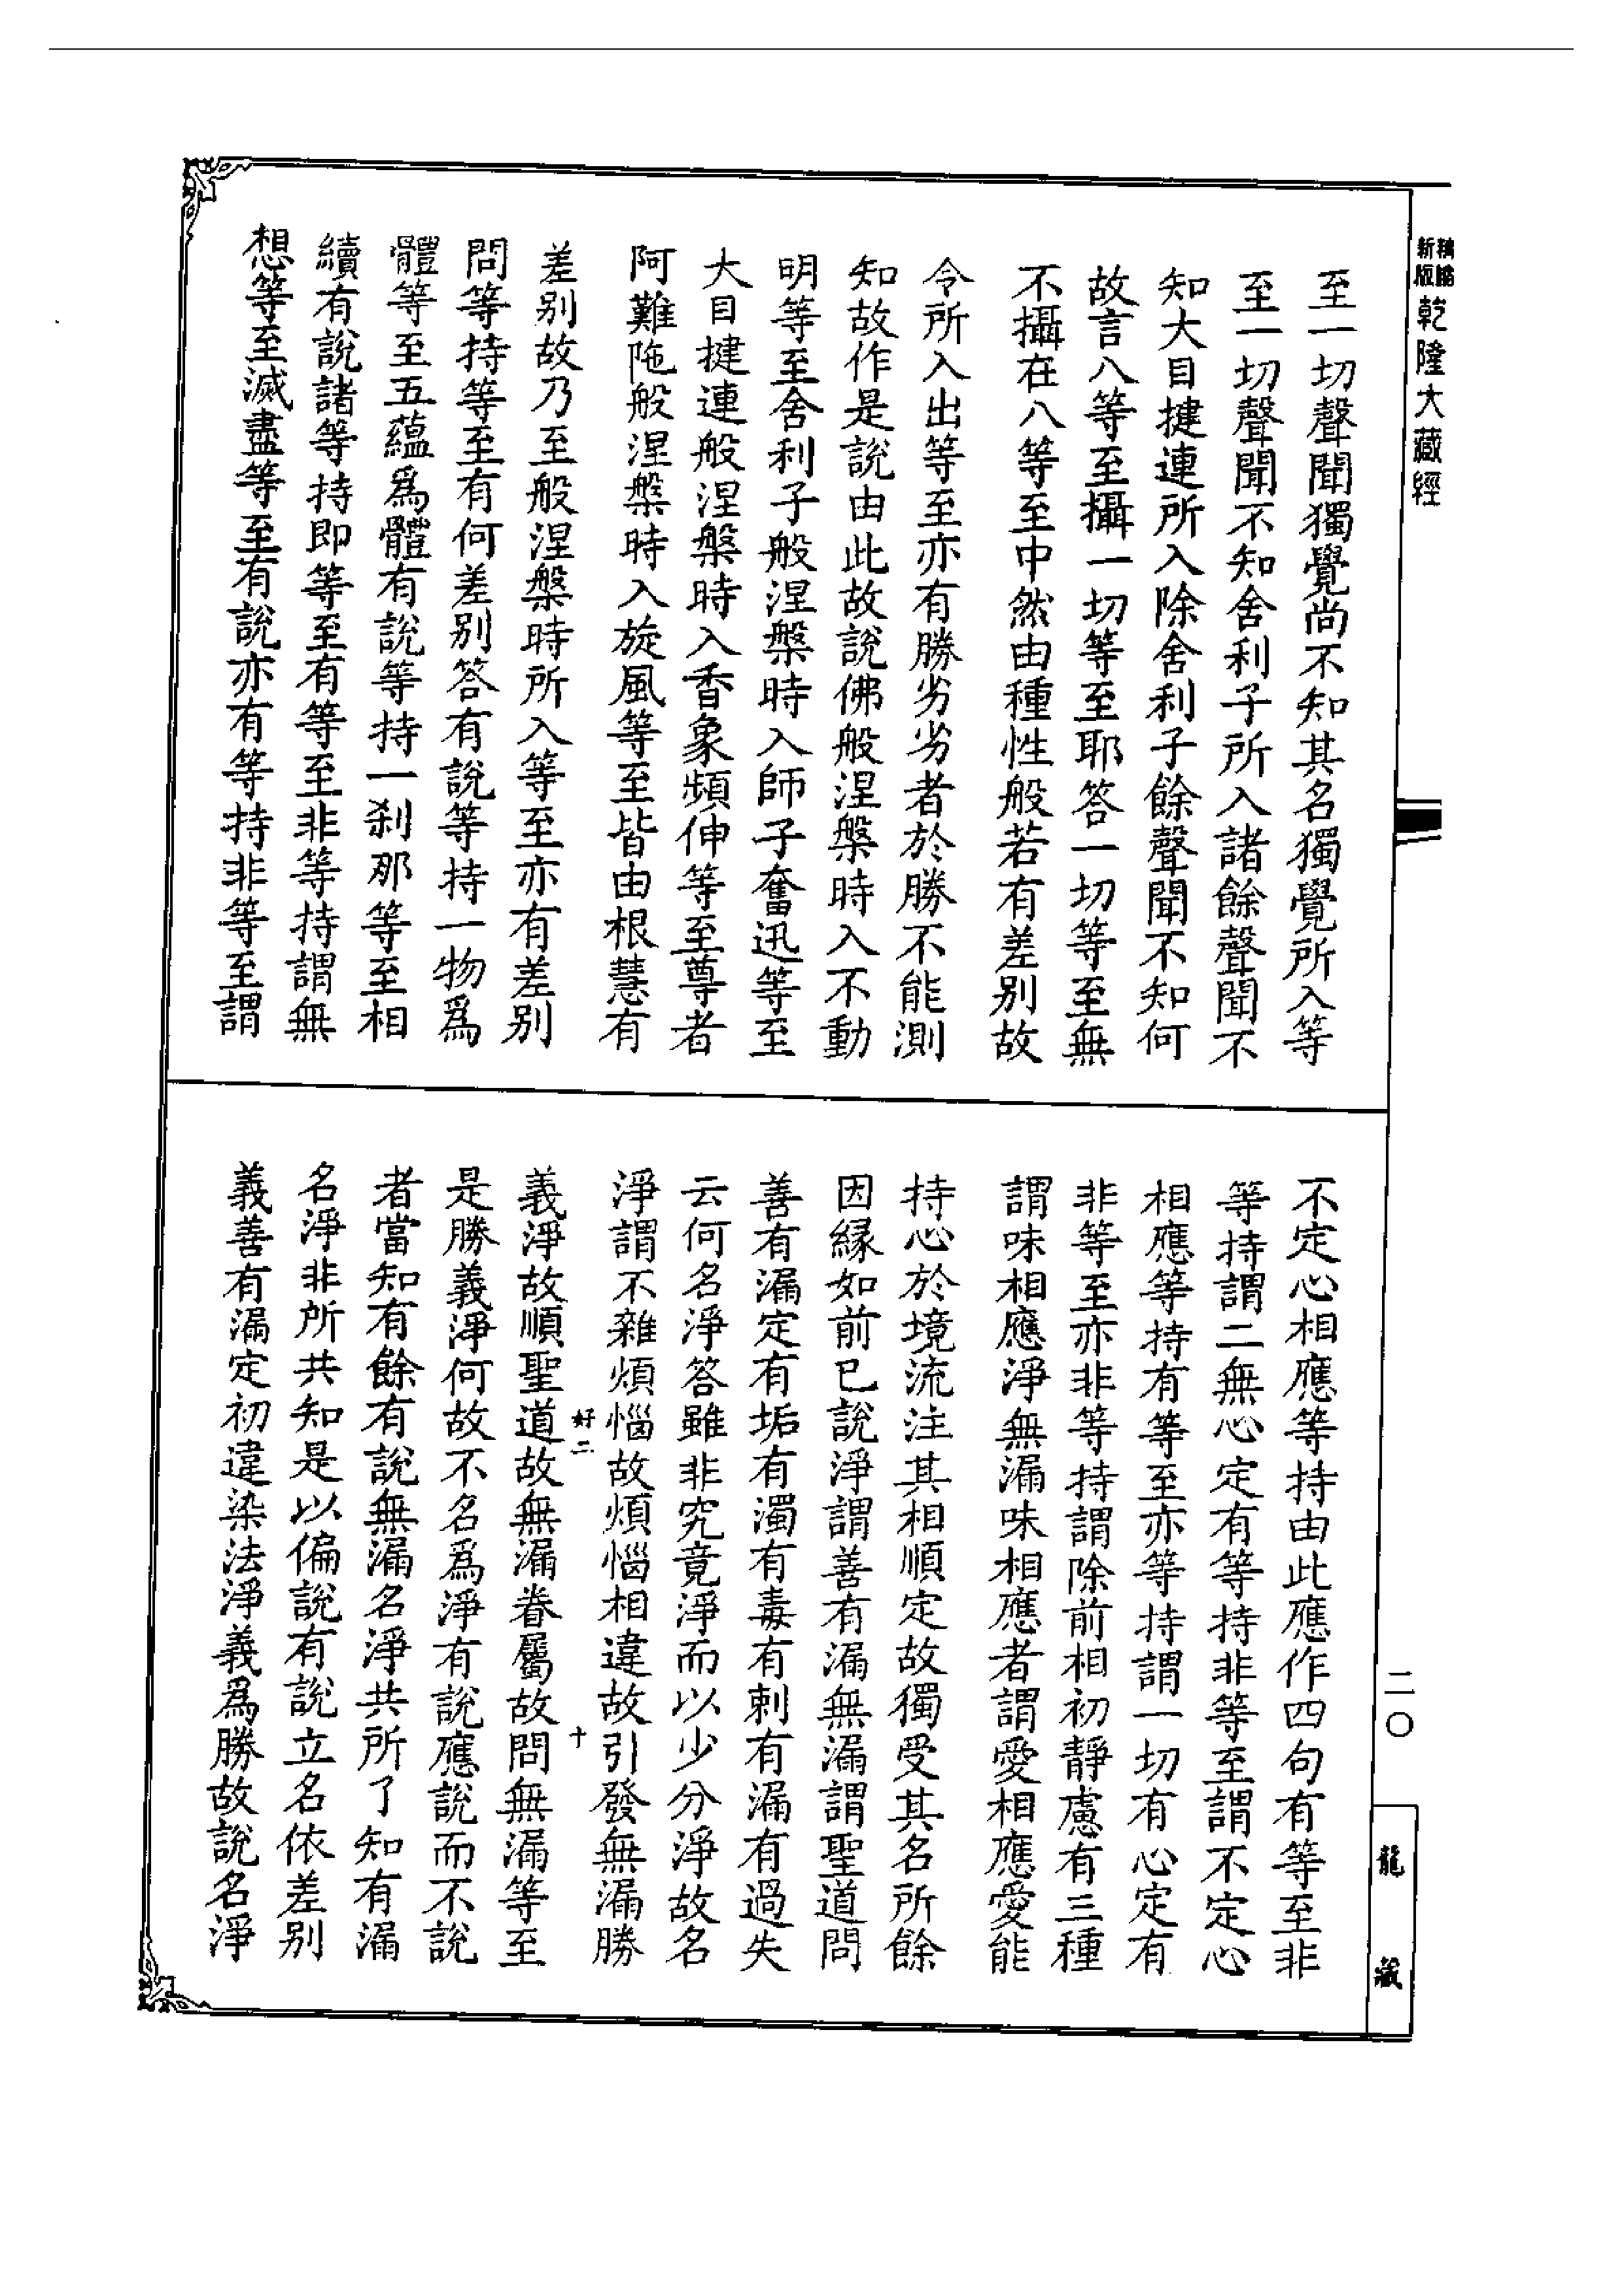 新版
精縮
乾隆大藏經
至一切聲聞獨覺尚不知其名獨覺所入等
至一切聲聞不知舍利子所入諸餘聲聞不
知大目揵連所入除舍利子餘聲聞不知何
故言八等至攝一切等至耶答一切等至無
不攝在八等至中然由種性般若有差別故
令所入出等至亦有勝劣劣者於勝不能測
知故作是說由此故說佛般涅槃時入不動
明等至舍利子般涅槃時入師子奮迅等至
大目揵連般涅槃時入香象頻伸等至尊者
阿難陁般涅槃時入旋風等至皆由根慧有
差別故乃至般涅槃時所入等至亦有差別
問等持等至有何差別答有說等持一物爲
體等至五蘊爲體有說等持一剎那等至相
續有說諸等持即等至有等至非等持謂無
想等至滅盡等至有說亦有等持非等至謂
不定心相應等持由此應作四句有等至非
等持謂二無心定有等持非等至謂不定心
相應等持有等至亦等持謂一切有心定有
非等至亦非等持謂除前相初靜慮有三種
謂味相應淨無漏味相應者謂愛相應愛能
持心於境流注其相順定故獨受其名所餘
因緣如前已說淨謂善有漏無漏謂聖道問
善有漏定有垢有濁有毒有刺有漏有過失
云何名淨答雖非究竟淨而以少分淨故名
淨謂不雜煩惱故煩惱相違故引發無漏勝
好二
十
義淨故順聖道故無漏眷屬故問無漏等至
是勝義淨何故不名爲淨有說應說而不說
者當知有餘有說無漏名淨共所了知有漏
名淨非所共知是以偏說有說立名依差別
義善有漏定初違染法淨義爲勝故說名淨
二〇
龍藏